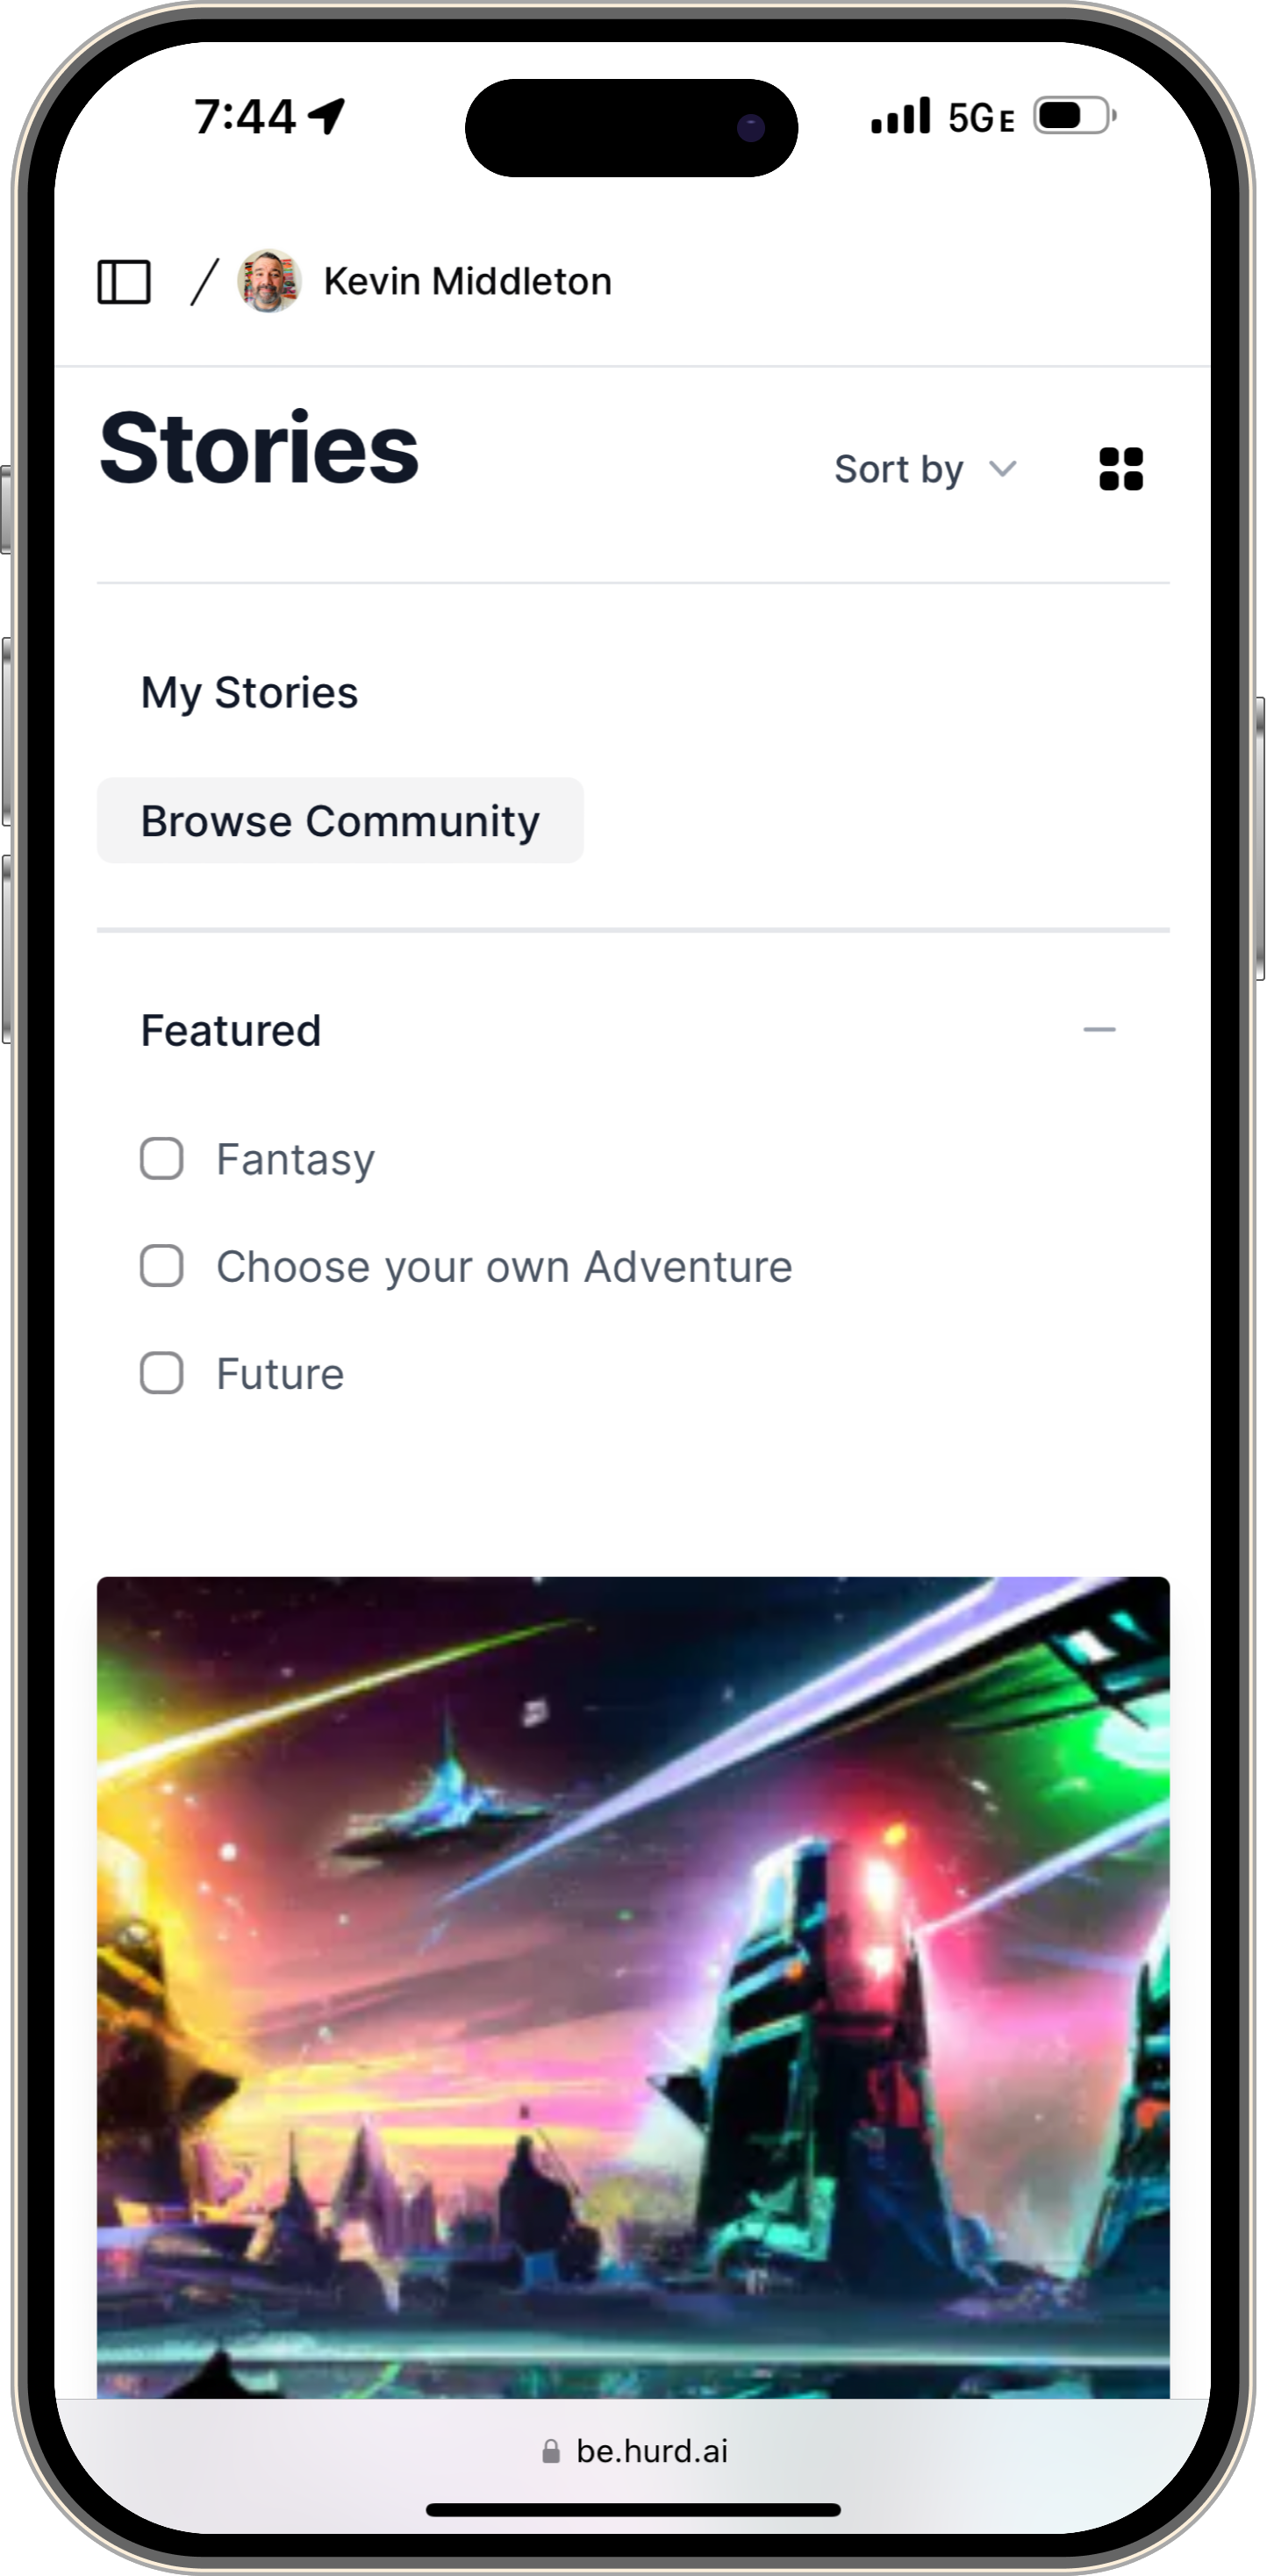 7:44 5GE
/ Kevin Middleton
Stories
Sort by
My Stories
Browse Community
Featured
Fantasy
Choose your own Adventure
Future
be.hurd.ai